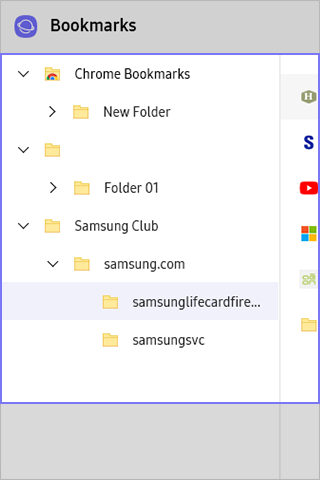 Bookmarks
Chrome Bookmarks
New Folder
Folder 01
Samsung Club
samsung.com
samsunglifecardfire...
samsungsvc
H
S